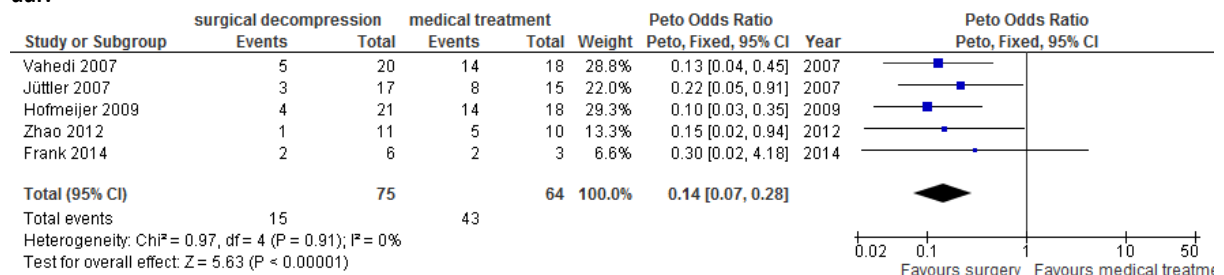 surgical decompression medical treatment Peto Odds Ratio Peto Odds Ratio
Study or Subgroup Events Total Events Total Weight Peto, Fixed, 95% CI Year Peto, Fixed, 95% CI
Vahedi 2007 5 20 14 18 28.8% 0.13 [0.04, 0.45] 2007
Jüttler 2007 3 17 8 15 22.0% 0.22 [0.05, 0.91] 2007
Hofmeijer 2009 4 21 14 18 29.3% 0.10 [0.03, 0.35] 2009
Zhao 2012 1 11 5 10 13.3% 0.15 [0.02, 0.94] 2012
Frank 2014 2 6 2 3 6.6% 0.30 [0.02, 4.18] 2014
Total (95% CI) 75 64 100.0% 0.14 [0.07, 0.28]
Total events 15 43
Heterogeneity: Chi² = 0.97, df = 4 (P = 0.91); I² = 0%
Test for overall effect: Z = 5.63 (P < 0.00001)
0.02 0.1 1 10 50
Favours surgery Favours medical treatme